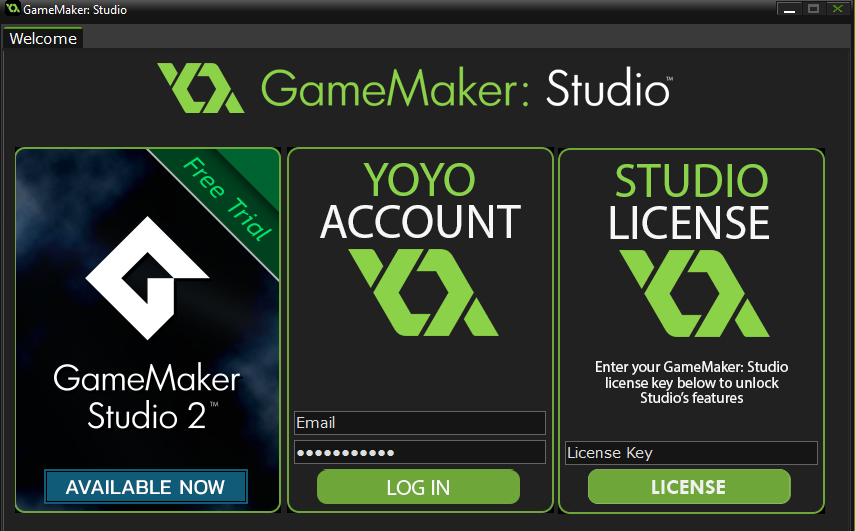 GameMaker: Studio
Welcome
GameMaker: Studio™
Free Trial
GameMaker
Studio 2™
AVAILABLE NOW
YOYO
ACCOUNT
Email
•••••••••••
LOG IN
STUDIO
LICENSE
Enter your GameMaker: Studio
license key below to unlock
Studio's features
License Key
LICENSE